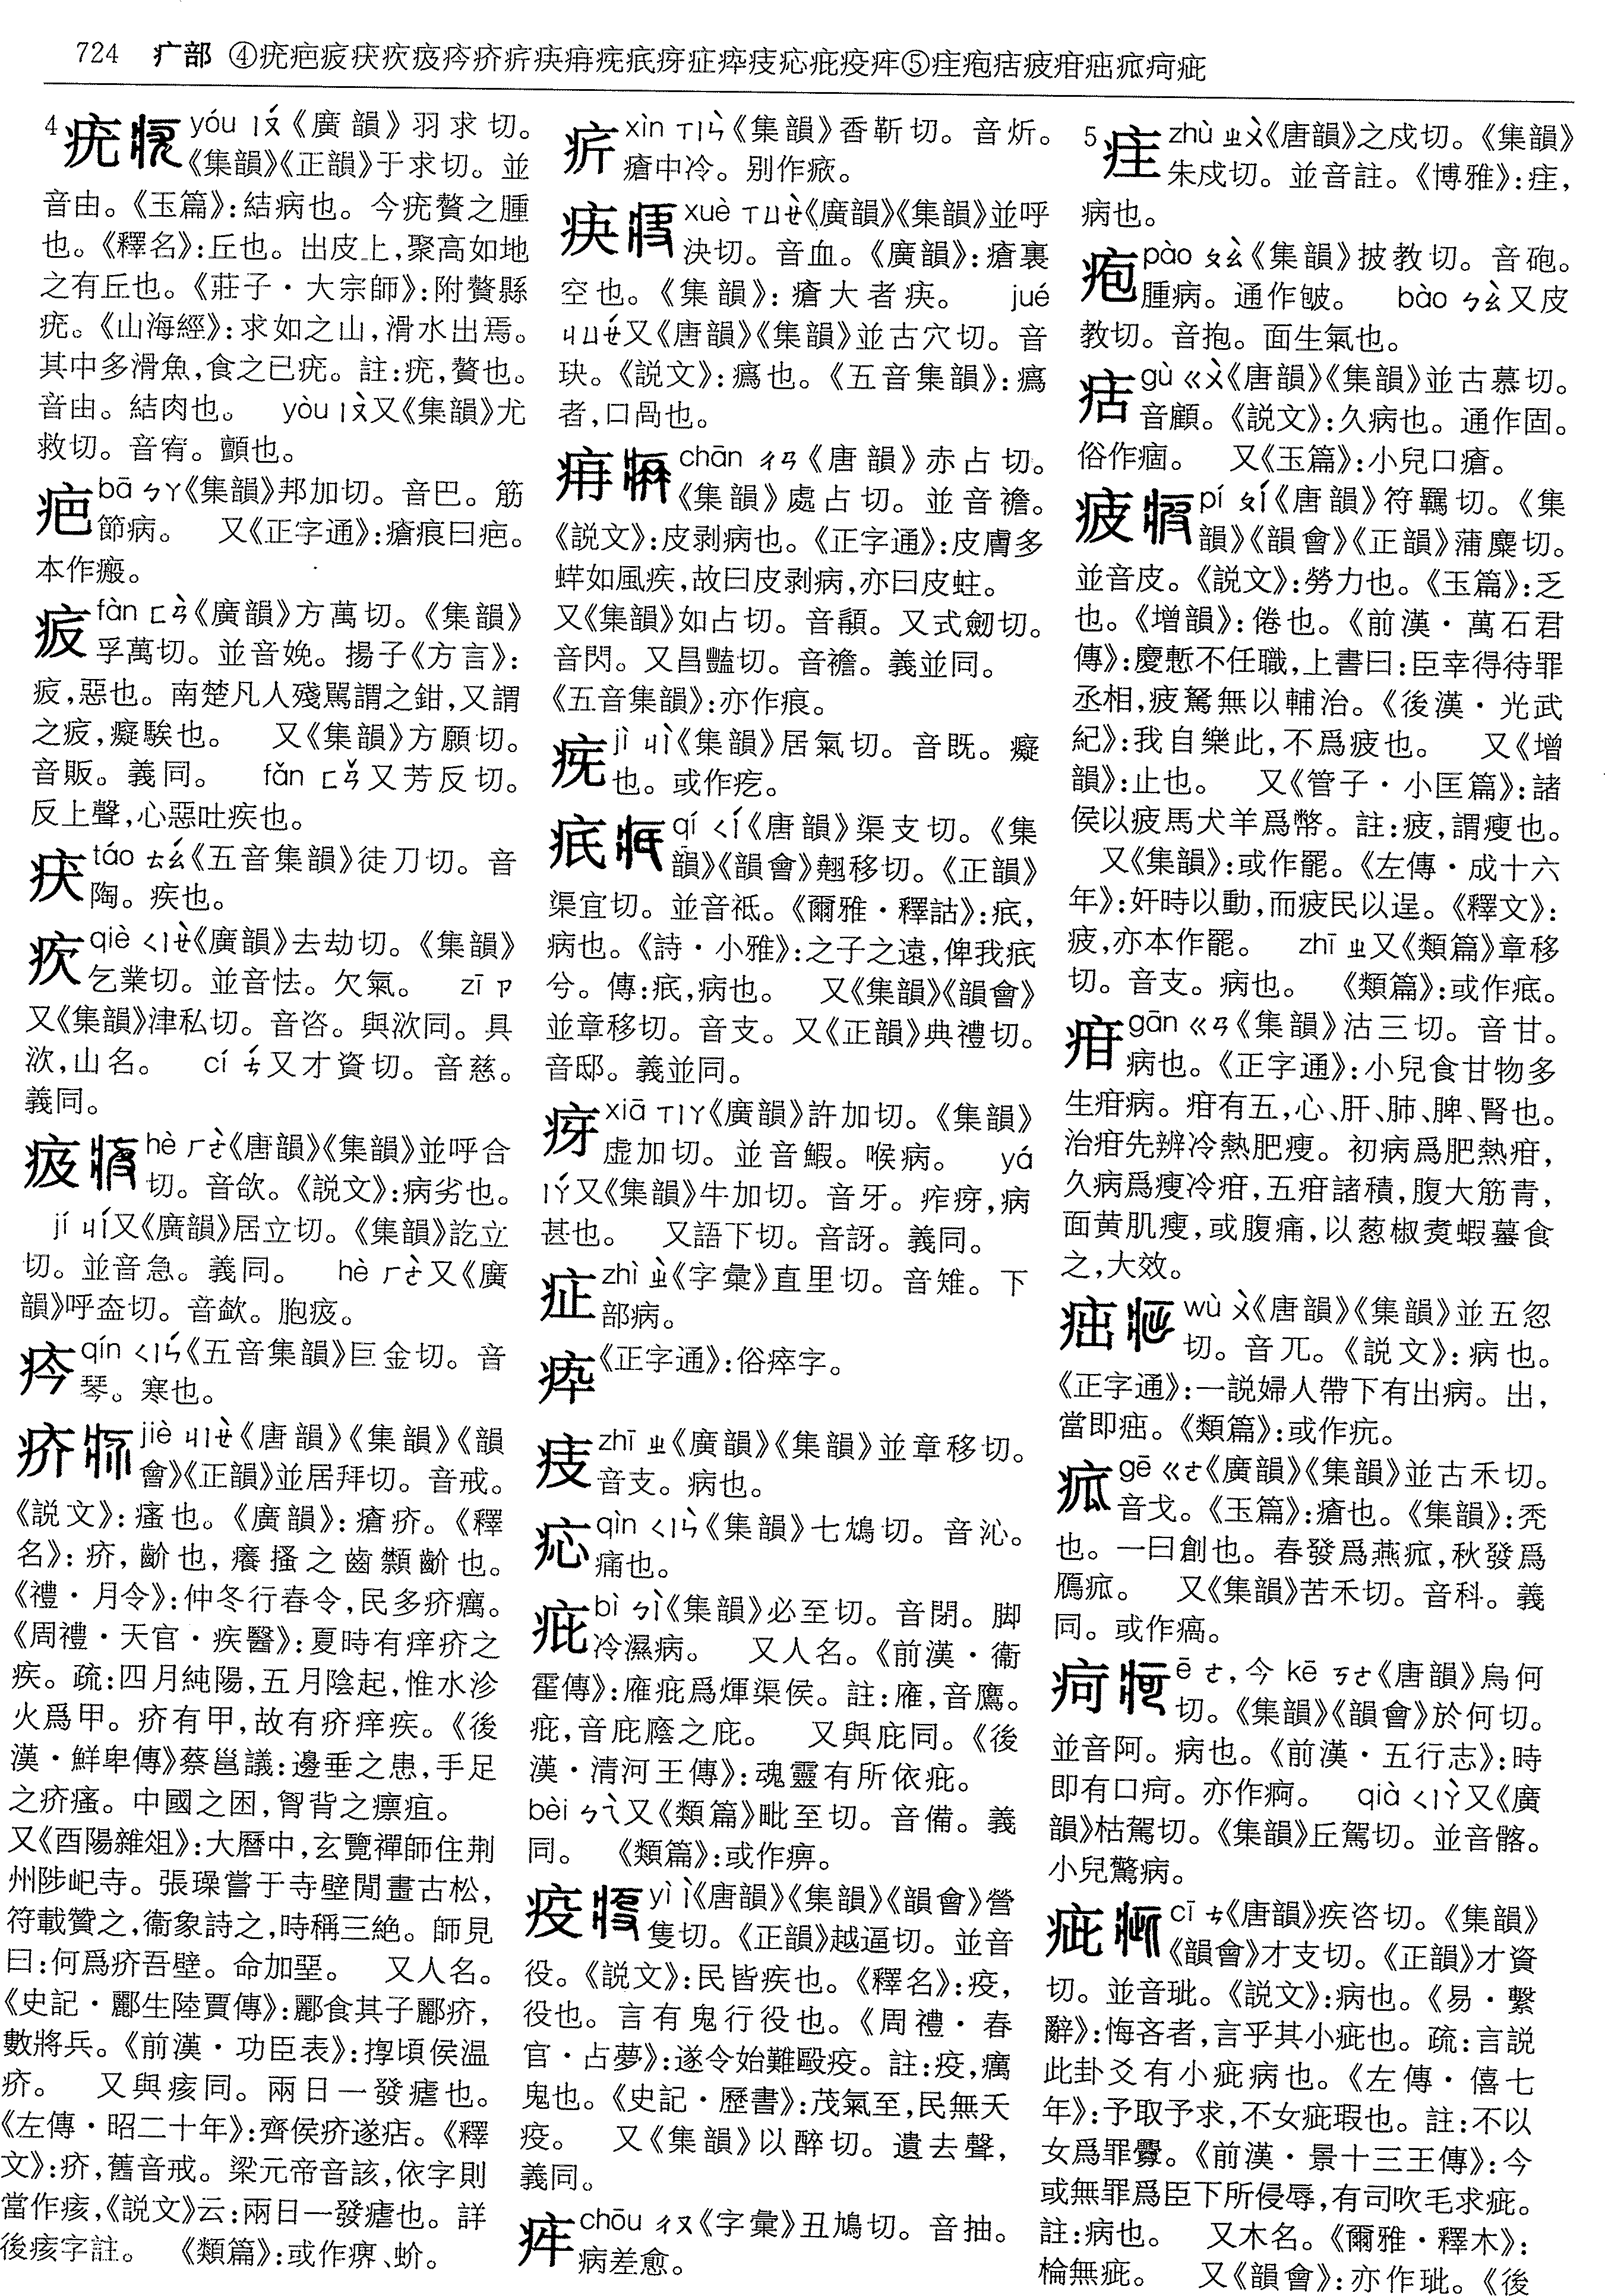 724 疒部 ④疣疤疲疢疺疲疹疥疜疦痈疣疧疨症瘁𤵂疕疵疫疛⑤疰疱痁疲疳疷疶疴疵
4疣 yóu ㄧㄡˊ《廣韻》羽求切。
《集韻》《正韻》于求切。並
音由。《玉篇》:結病也。今疣贅之腫
也。《釋名》:丘也。出皮上,聚高如地
之有丘也。《莊子·大宗師》:附贅縣
疣。《山海經》:求如之山,滑水出焉。
其中多滑魚,食之已疣。註:疣,贅也。
音由。結肉也。 yòu ㄧㄡˋ又《集韻》尤
救切。音宥。顫也。
疤 bā ㄅㄚ《集韻》邦加切。音巴。筋
節病。 又《正字通》:瘡痕曰疤。
本作瘢。
fàn ㄈㄢˋ《廣韻》方萬切。《集韻》
孚萬切。並音娩。揚子《方言》:
惡也。南楚凡人殘駡謂之鉗,又謂
之,癡騃也。 又《集韻》方願切。
音販。義同。 fǎn ㄈㄢˇ又芳反切。
反上聲,心惡吐疾也。
táo ㄊㄠˊ《五音集韻》徒刀切。音
陶。疾也。
qiè ㄑㄧㄝˋ《廣韻》去劫切。《集韻》
乞業切。並音怯。欠氣。 zī ㄗ
又《集韻》津私切。音咨。與㳄同。具
㳄,山名。 cí ㄘˊ又才資切。音慈。
義同。
hè ㄏㄜˋ《唐韻》《集韻》並呼合
切。音欱。《説文》:病劣也。
jí ㄐㄧˊ又《廣韻》居立切。《集韻》訖立
切。並音急。義同。 hè ㄏㄜˋ又《廣
韻》呼盍切。音歃。胞疲。
qín ㄑㄧㄣˊ《五音集韻》巨金切。音
琴。寒也。
疥 jiè ㄐㄧㄝˋ《唐韻》《集韻》《韻
會》《正韻》並居拜切。音戒。
《説文》:瘙也。《廣韻》:瘡疥。《釋
名》:疥,齘也,癢搔之齒類齘也。
《禮·月令》:仲冬行春令,民多疥癘。
《周禮·天官·疾醫》:夏時有痒疥之
疾。疏:四月純陽,五月陰起,惟水沴
火爲甲。疥有甲,故有疥痒疾。《後
漢·鮮卑傳》蔡邕議:邊垂之患,手足
之疥瘙。中國之困,胷背之瘭疽。
又《酉陽雜俎》:大曆中,玄覽禪師住荆
州陟屺寺。張璪嘗于寺壁閒畫古松,
符載贊之,衞象詩之,時稱三絶。師見
曰:何爲疥吾壁。命加堊。 又人名。
《史記·酈生陸賈傳》:酈食其子酈疥,
數將兵。《前漢·功臣表》:㨃頃侯温
疥。 又與痎同。兩日一發瘧也。
《左傳·昭二十年》:齊侯疥遂痁。《釋
文》:疥,舊音戒。梁元帝音該,依字則
當作痎,《説文》云:兩日一發瘧也。詳
後痎字註。 《類篇》:或作𤻀、蚧。
xìn ㄒㄧㄣˋ《集韻》香靳切。音炘。
瘡中冷。别作㾙。
疦 xuè ㄒㄩㄝˋ《廣韻》《集韻》並呼
決切。音血。《廣韻》:瘡裏
空也。《集韻》:瘡大者疦。 jué
ㄐㄩㄝˊ又《唐韻》《集韻》並古穴切。音
玦。《説文》:瘑也。《五音集韻》:瘑
者,口咼也。
chān ㄔㄢ《唐韻》赤占切。
《集韻》處占切。並音襜。
《説文》:皮剥病也。《正字通》:皮膚多
蛘如風疾,故曰皮剥病,亦曰皮蛀。
又《集韻》如占切。音䫇。又式劒切。
音閃。又昌豔切。音襜。義並同。
《五音集韻》:亦作痕。
jì ㄐㄧˋ《集韻》居氣切。音既。癡
也。或作疙。
疧 qí ㄑㄧˊ《唐韻》渠支切。《集
韻》《韻會》翹移切。《正韻》
渠宜切。並音祇。《爾雅·釋詁》:疧,
病也。《詩·小雅》:之子之遠,俾我疧
兮。傳:疧,病也。 又《集韻》《韻會》
並章移切。音支。又《正韻》典禮切。
音邸。義並同。
疨 xiā ㄒㄧㄚ《廣韻》許加切。《集韻》
虚加切。並音鰕。喉病。 yá
ㄧㄚˊ又《集韻》牛加切。音牙。痄疨,病
甚也。 又語下切。音訝。義同。
zhì ㄓˋ《字彙》直里切。音雉。下
部病。
《正字通》:俗瘁字。
zhī ㄓ《廣韻》《集韻》並章移切。
音支。病也。
qìn ㄑㄧㄣˋ《集韻》七鴆切。音沁。
痛也。
疪 bì ㄅㄧˋ《集韻》必至切。音閉。脚
冷濕病。 又人名。《前漢·衞
霍傳》:雁疪爲煇渠侯。註:雁,音鷹。
疪,音庇廕之庇。 又與庇同。《後
漢·清河王傳》:魂靈有所依疪。
bèi ㄅㄟˋ又《類篇》毗至切。音備。義
同。 《類篇》:或作痹。
疫 yì ㄧˋ《唐韻》《集韻》《韻會》營
隻切。《正韻》越逼切。並音
役。《説文》:民皆疾也。《釋名》:疫,
役也。言有鬼行役也。《周禮·春
官·占夢》:遂令始難毆疫。註:疫,癘
鬼也。《史記·歷書》:茂氣至,民無夭
疫。 又《集韻》以醉切。遺去聲,
義同。
chōu ㄔㄡ《字彙》丑鳩切。音抽。
病差愈。
5疰 zhù ㄓㄨˋ《唐韻》之戍切。《集韻》
朱戍切。並音註。《博雅》:疰,
病也。
疱 pào ㄆㄠˋ《集韻》披教切。音砲。
腫病。通作皰。 bào ㄅㄠˋ又皮
教切。音抱。面生氣也。
gù ㄍㄨˋ《唐韻》《集韻》並古慕切。
音顧。《説文》:久病也。通作固。
俗作痼。 又《玉篇》:小兒口瘡。
疲 pí ㄆㄧˊ《唐韻》符羈切。《集
韻》《韻會》《正韻》蒲麋切。
並音皮。《説文》:勞力也。《玉篇》:乏
也。《增韻》:倦也。《前漢·萬石君
傳》:慶慙不任職,上書曰:臣幸得待罪
丞相,疲駑無以輔治。《後漢·光武
紀》:我自樂此,不爲疲也。 又《增
韻》:止也。 又《管子·小匡篇》:諸
侯以疲馬犬羊爲幣。註:疲,謂瘦也。
又《集韻》:或作罷。《左傳·成十六
年》:奸時以動,而疲民以逞。《釋文》:
疲,亦本作罷。 zhī ㄓ又《類篇》章移
切。音支。病也。 《類篇》:或作疷。
疳 gān ㄍㄢ《集韻》沽三切。音甘。
病也。《正字通》:小兒食甘物多
生疳病。疳有五,心、肝、肺、脾、腎也。
治疳先辨冷熱肥瘦。初病爲肥熱疳,
久病爲瘦冷疳,五疳諸積,腹大筋青,
面黄肌瘦,或腹痛,以葱椒煑蝦蟇食
之,大效。
wù ㄨˋ《唐韻》《集韻》並五忽
切。音兀。《説文》:病也。
《正字通》:一説婦人帶下有出病。出,
當即㽾。《類篇》:或作疣。
gē ㄍㄜ《廣韻》《集韻》並古禾切。
音戈。《玉篇》:瘡也。《集韻》:秃
也。一曰創也。春發爲燕㽿,秋發爲
鴈㽿。 又《集韻》苦禾切。音科。義
同。或作瘑。
疴 ē ㄜ,今 kē ㄎㄜ《唐韻》烏何
切。《集韻》《韻會》於何切。
並音阿。病也。《前漢·五行志》:時
即有口疴。亦作痾。 qià ㄑㄧㄚˋ又《廣
韻》枯駕切。《集韻》丘駕切。並音髂。
小兒驚病。
疵 cī ㄘ《唐韻》疾咨切。《集韻》
《韻會》才支切。《正韻》才資
切。並音玼。《説文》:病也。《易·繫
辭》:悔吝者,言乎其小疵也。疏:言説
此卦爻有小疵病也。《左傳·僖七
年》:予取予求,不女疵瑕也。註:不以
女爲罪釁。《前漢·景十三王傳》:今
或無罪爲臣下所侵辱,有司吹毛求疵。
註:病也。 又木名。《爾雅·釋木》:
棆無疵。 又《韻會》:亦作玼。《後